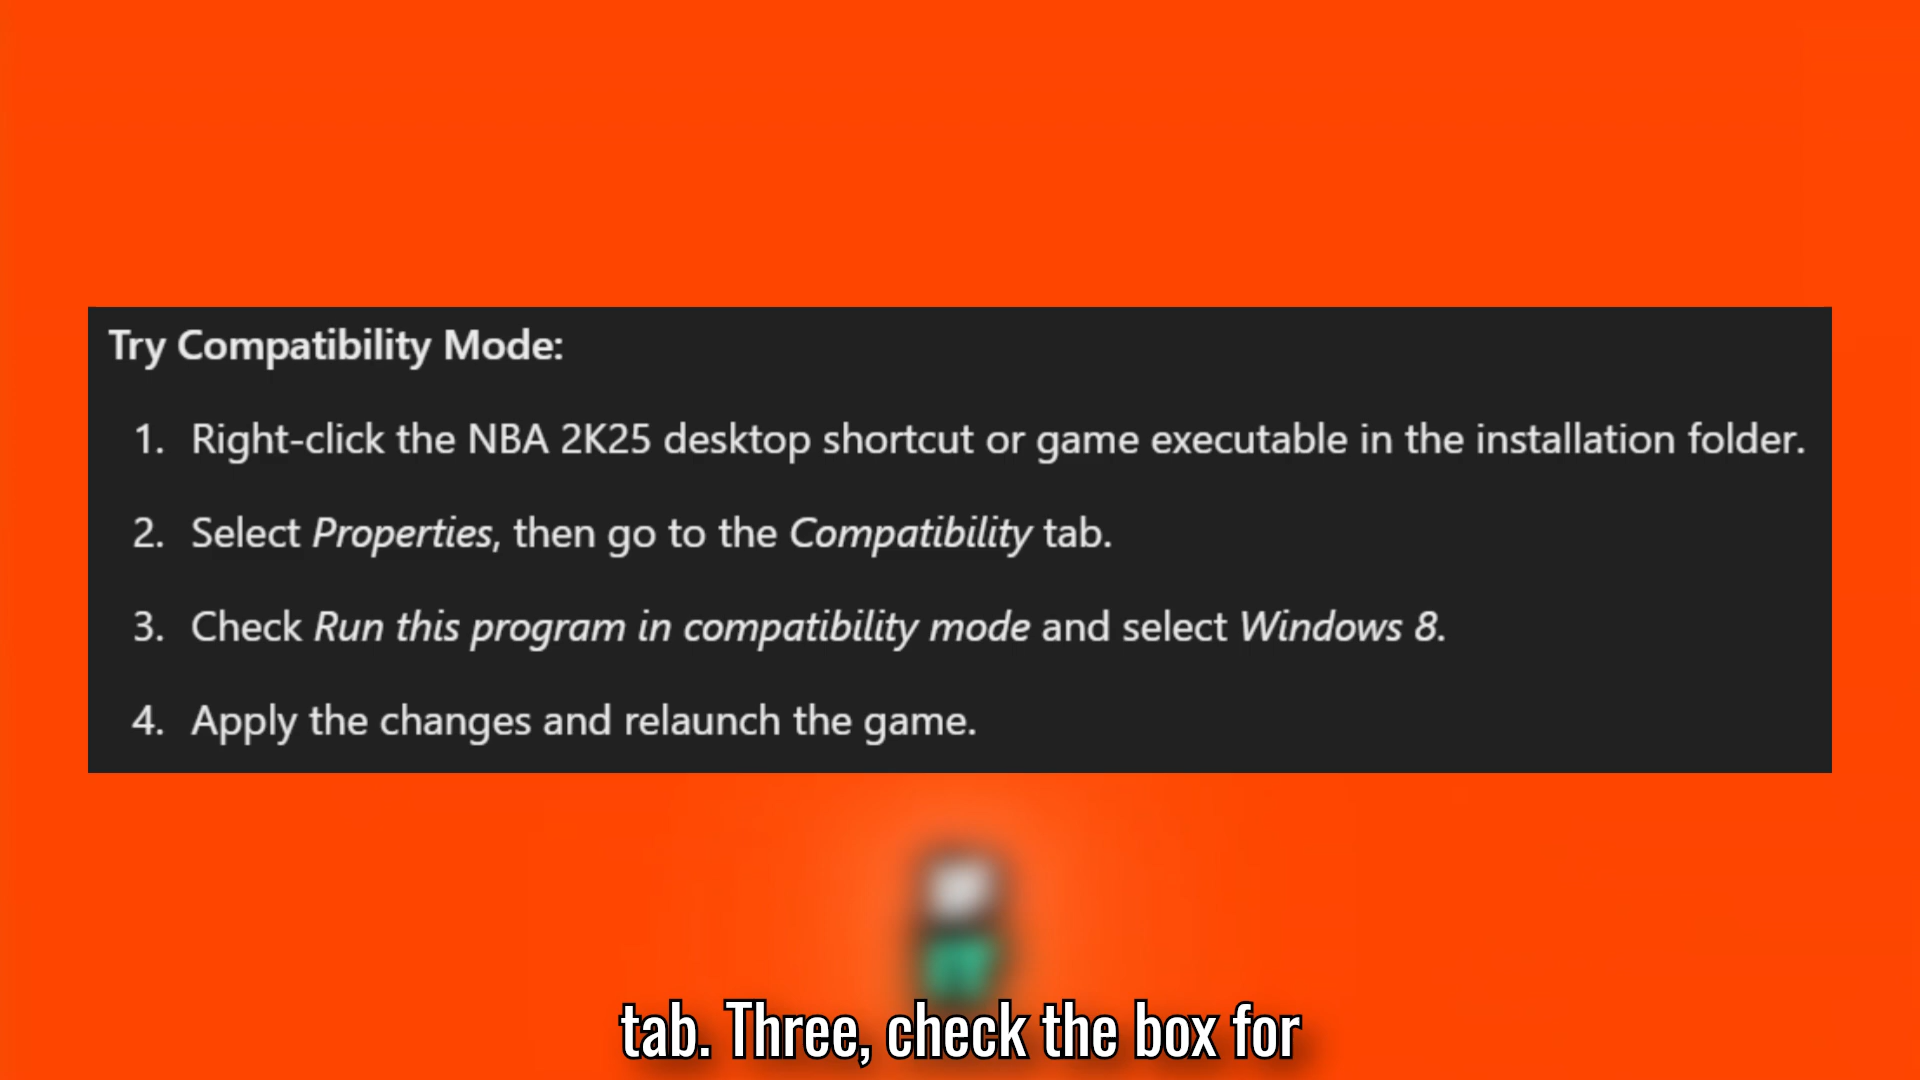 Try Compatibility Mode:
1. Right-click the NBA 2K25 desktop shortcut or game executable in the installation folder.
2. Select Properties, then go to the Compatibility tab.
3. Check Run this program in compatibility mode and select Windows 8.
4. Apply the changes and relaunch the game.
tab. Three, check the box for